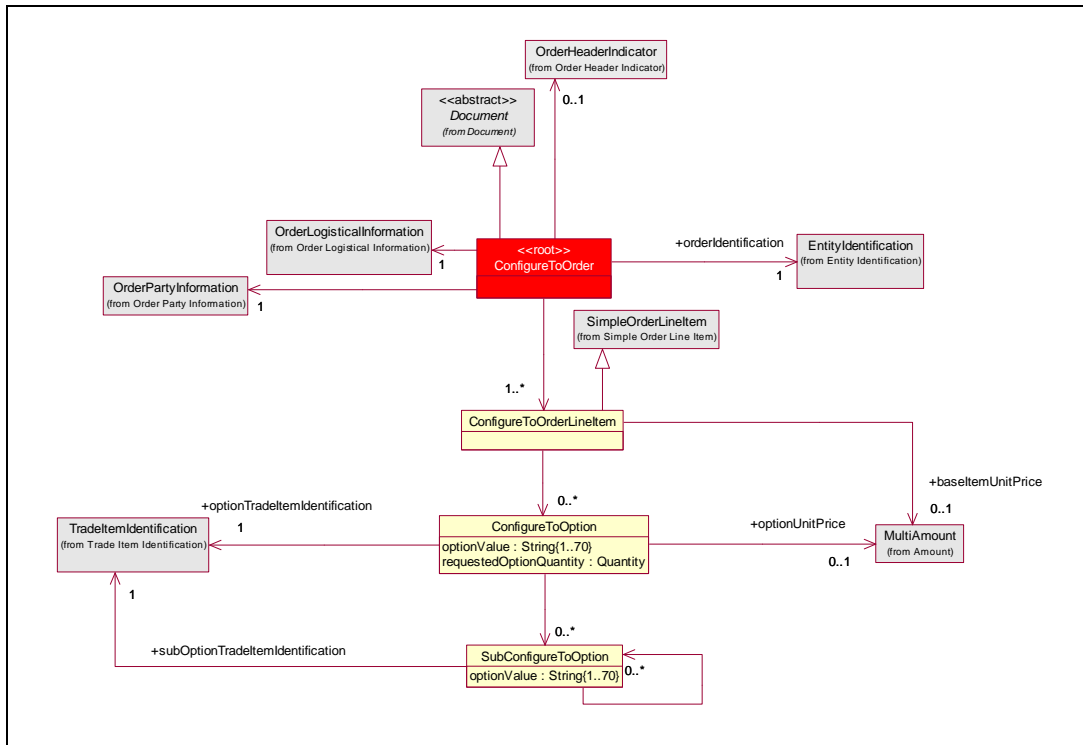 OrderHeaderIndicator
(from Order Header Indicator)
0..1
<<abstract>>
Document
(from Document)
OrderLogisticalInformation
(from Order Logistical Information)
1
<<root>>
ConfigureToOrder
+orderIdentification
EntityIdentification
(from Entity Identification)
1
OrderPartyInformation
(from Order Party Information)
1
SimpleOrderLineItem
(from Simple Order Line Item)
1..*
ConfigureToOrderLineItem
+baseItemUnitPrice
0..1
0..*
+optionTradeItemIdentification
1
TradeItemIdentification
(from Trade Item Identification)
1
ConfigureToOption
optionValue : String{1..70}
requestedOptionQuantity : Quantity
+optionUnitPrice
0..1
MultiAmount
(from Amount)
0..*
+subOptionTradeItemIdentification
SubConfigureToOption
optionValue : String{1..70}
0..*